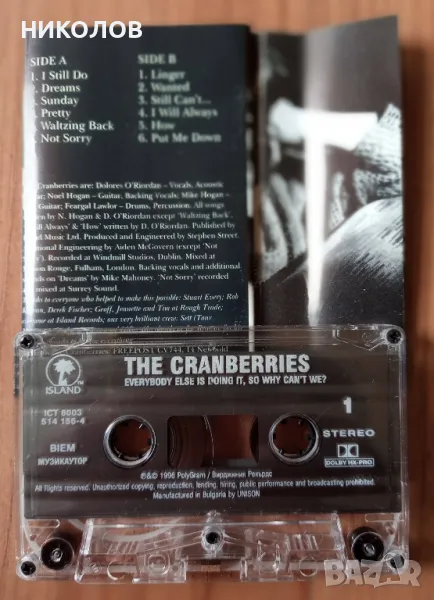 НИКОЛОВ
SIDE A
1. I Still Do
2. Dreams
3. Sunday
4. Pretty
5. Waltzing Back
6. Not Sorry
SIDE B
1. Linger
2. Wanted
3. Still Can't...
4. I Will Always
5. How
6. Put Me Down
Cranberries are: Dolores O'Riordan – Vocals, Acoustic
Noel Hogan – Guitar, Backing Vocals; Mike Hogan –
Guitar; Feargal Lawlor – Drums, Percussion. All songs
by N. Hogan & D. O'Riordan except 'Waltzing Back',
Will Always' & 'How' written by D. O'Riordan. Published by
Music Ltd. Produced and Engineered by Stephen Street.
Engineering by Aiden McGovern (except 'Not
Recorded at Windmill Studios, Dublin. Mixed at
Rouge, Fulham, London. Backing vocals and additional
on 'Dreams' by Mike Mahoney. 'Not Sorry' recorded
mixed at Surrey Sound.
to everyone who helped to make this possible: Stuart Every; Rob
Derek Fischer; Geoff, Jeanette and Tim at Rough Trade;
at Island Records; our very brilliant crew:
FREEPOST
ISLAND
THE CRANBERRIES
EVERYBODY ELSE IS DOING IT, SO WHY CAN'T WE?
ICT 8003
514 156-4
1
BIEM
МУЗИКАУТОР
STEREO
DOLBY HX-PRO
℗&© 1996 PolyGram / Вирджиния Рекърдс
All Rights Reserved. Unauthorized copying, reproduction, lending, hiring, public performance and broadcasting prohibited.
Manufactured in Bulgaria by UNISON
bazar